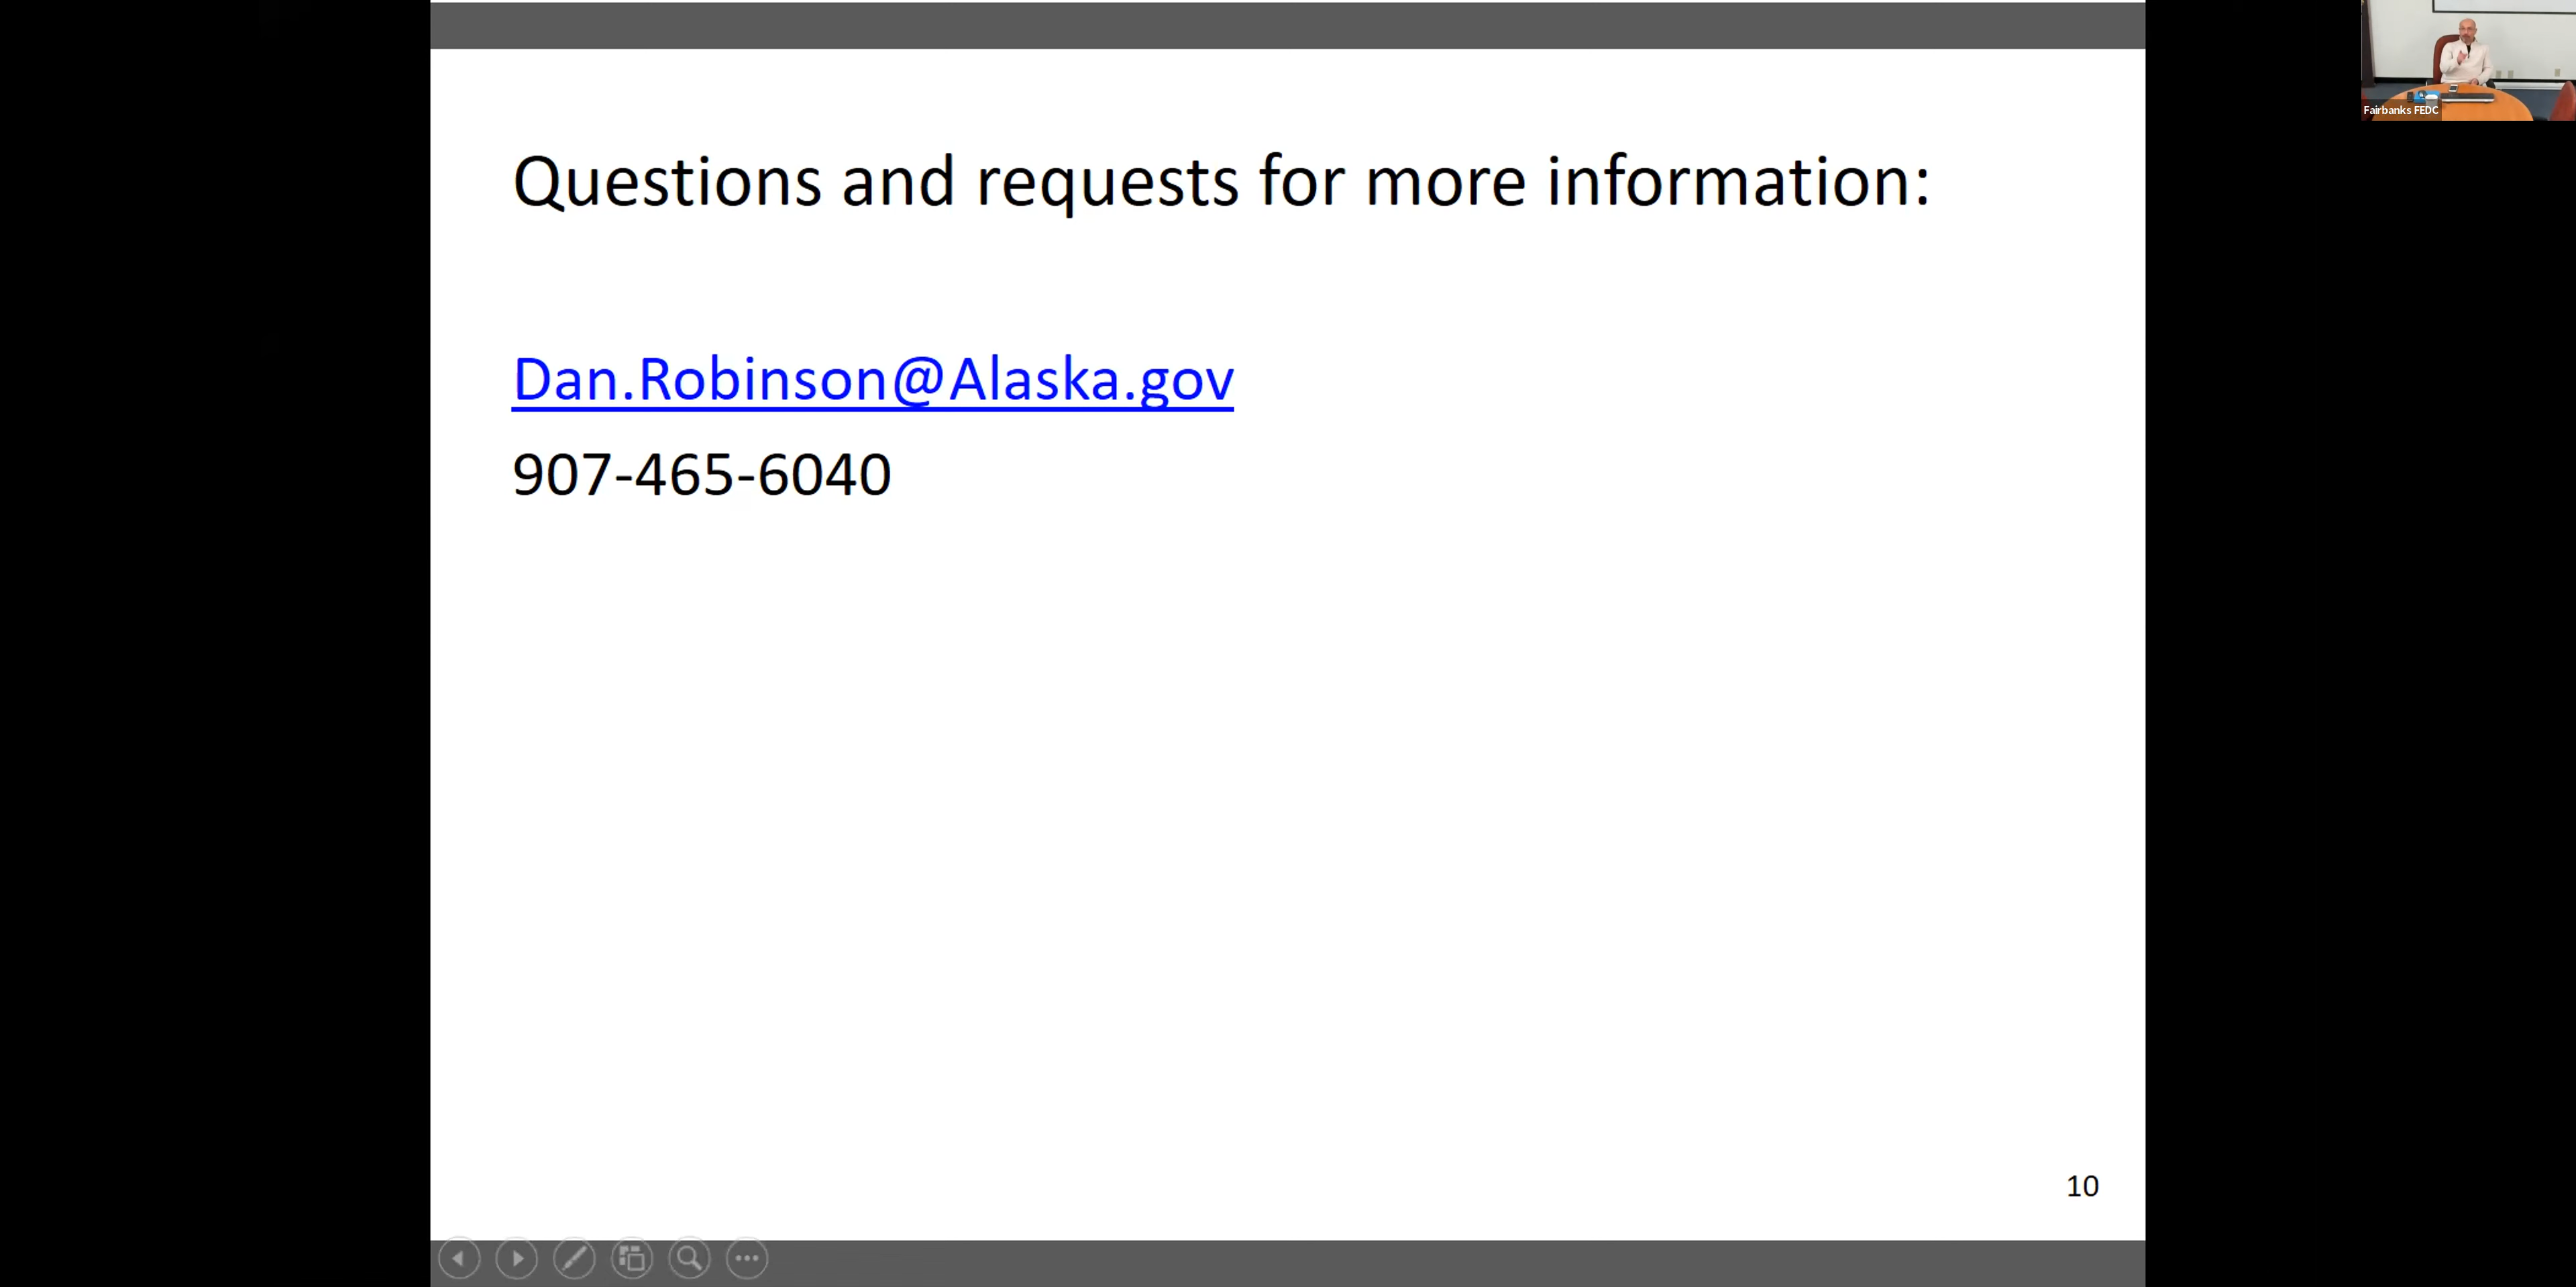 Questions and requests for more information:
Dan.Robinson@Alaska.gov
907-465-6040
10
Fairbanks FEDC